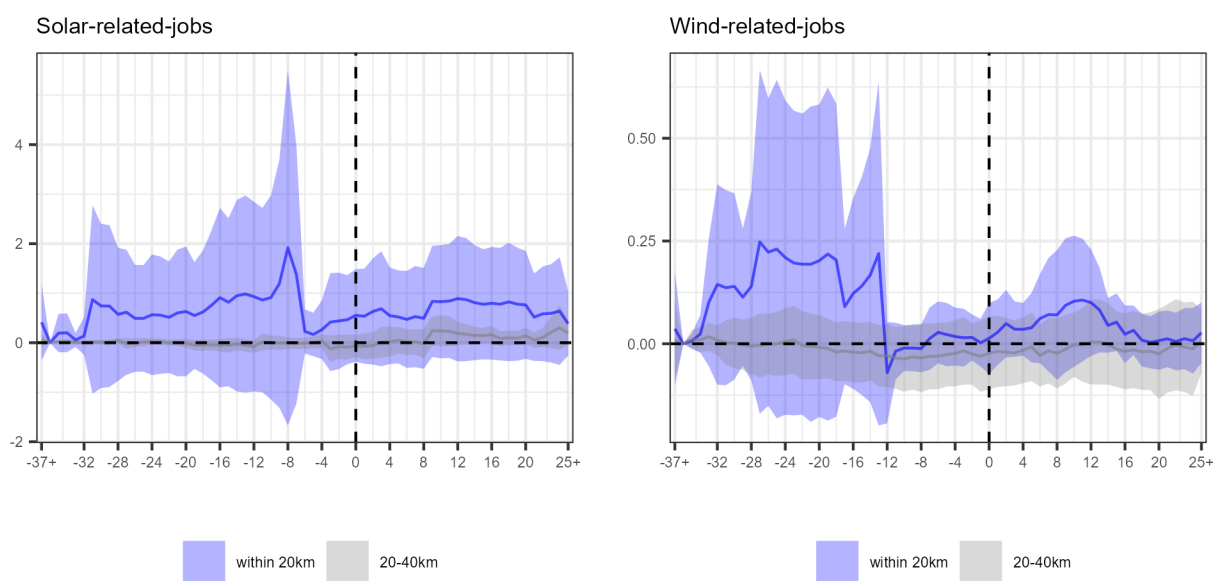 Solar-related-jobs
4
2
0
-2
-37+ -32 -28 -24 -20 -16 -12 -8 -4 0 4 8 12 16 20 25+
within 20km 20-40km
Wind-related-jobs
0.50
0.25
0.00
-37+ -32 -28 -24 -20 -16 -12 -8 -4 0 4 8 12 16 20 25+
within 20km 20-40km